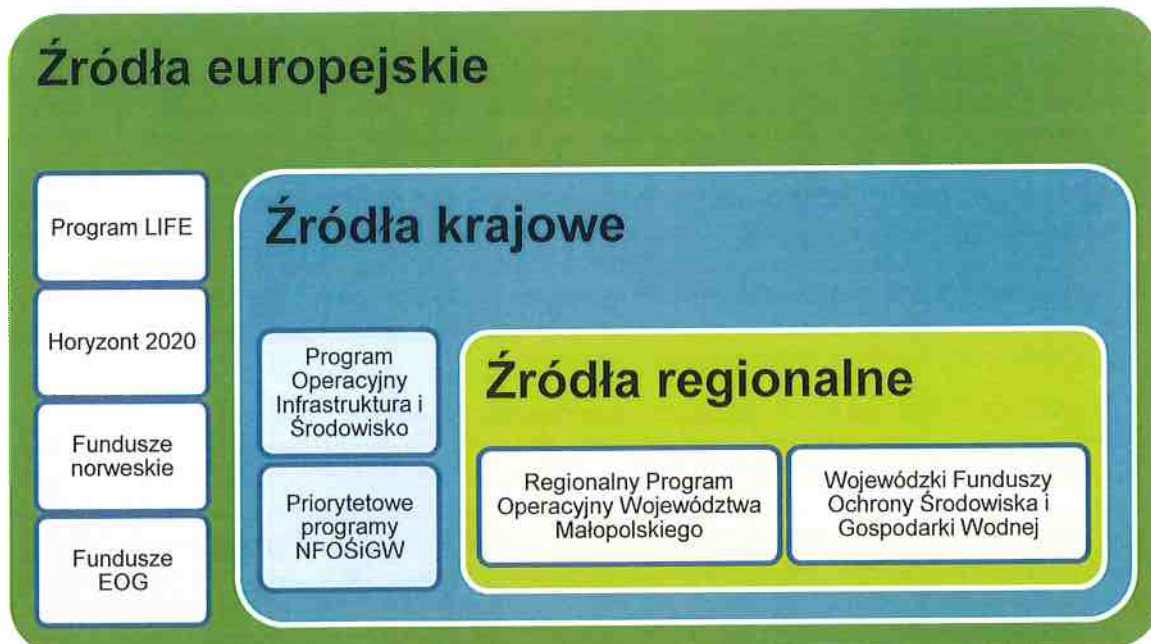 Źródła europejskie
Program LIFE
Horyzont 2020
Fundusze
norweskie
Fundusze
EOG
Źródła krajowe
Program
Operacyjny
Infrastruktura i
Środowisko
Priorytetowe
programy
NFOŚiGW
Źródła regionalne
Regionalny Program
Operacyjny Województwa
Małopolskiego
Wojewódzki Funduszy
Ochrony Środowiska i
Gospodarki Wodnej